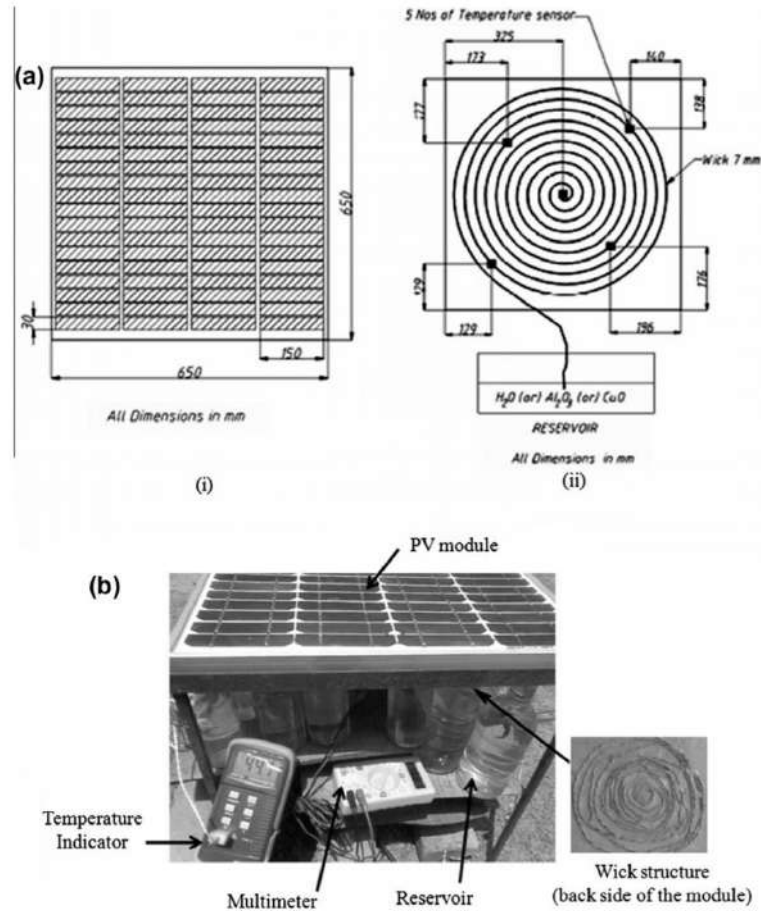 (a)
30
150
650
650
All Dimensions in mm
(i)
5 Nos of Temperature sensor
325
173
140
177
138
Wick 7 mm
129
129
176
196
H₂O (or) Al₂O₃ (or) CuO
RESERVOIR
All Dimensions in mm
(ii)
(b)
PV module
Temperature
Indicator
Multimeter
Reservoir
Wick structure
(back side of the module)